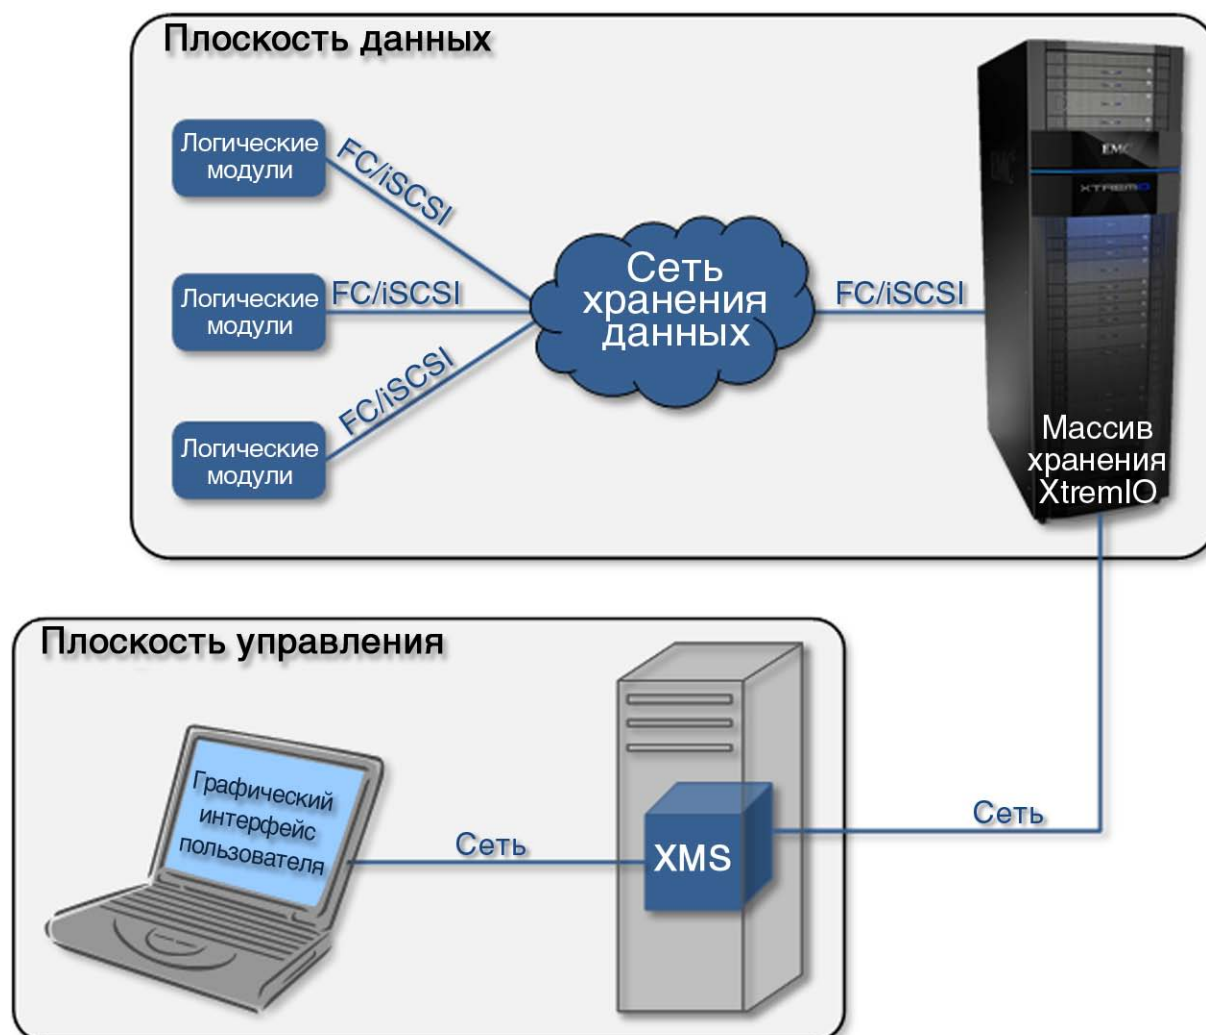 Плоскость данных
Логические
модули
FC/iSCSI
Логические
модули
FC/iSCSI
Логические
модули
FC/iSCSI
Сеть
хранения
данных
FC/iSCSI
EMC
XTREMIO
Массив
хранения
XtremIO
Плоскость управления
Графический
интерфейс
пользователя
Сеть
XMS
Сеть